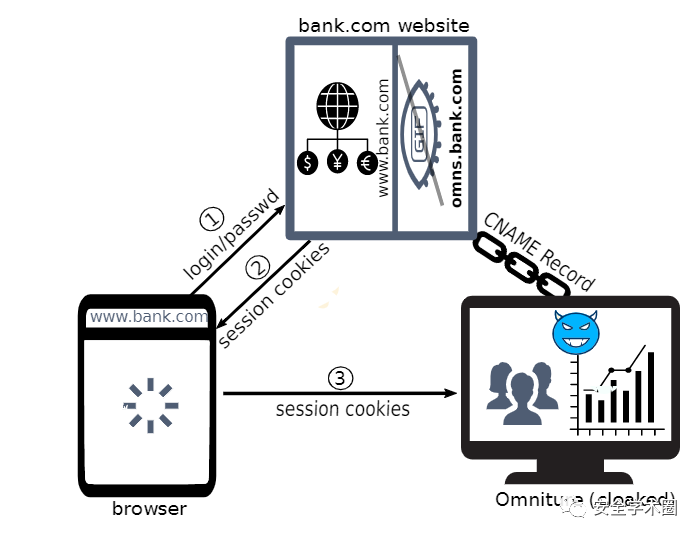 bank.com website
www.bank.com
GIF
omns.bank.com
$ ¥ €
1
login/passwd
2
session cookies
CNAME Record
www.bank.com
3
session cookies
browser
Omniture (cloaked)
安全学术圈